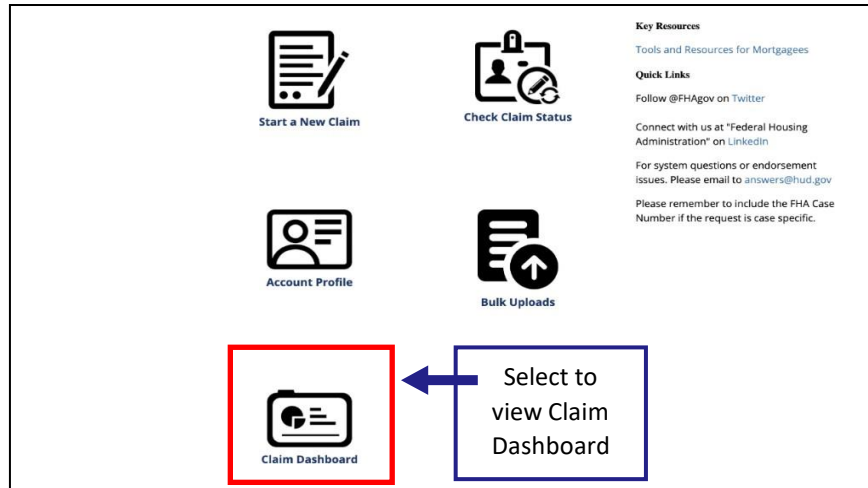 Start a New Claim
Check Claim Status
Account Profile
Bulk Uploads
Claim Dashboard
Select to
view Claim
Dashboard
Key Resources
Tools and Resources for Mortgagees
Quick Links
Follow @FHAgov on Twitter
Connect with us at "Federal Housing
Administration" on LinkedIn
For system questions or endorsement
issues. Please email to answers@hud.gov
Please remember to include the FHA Case
Number if the request is case specific.